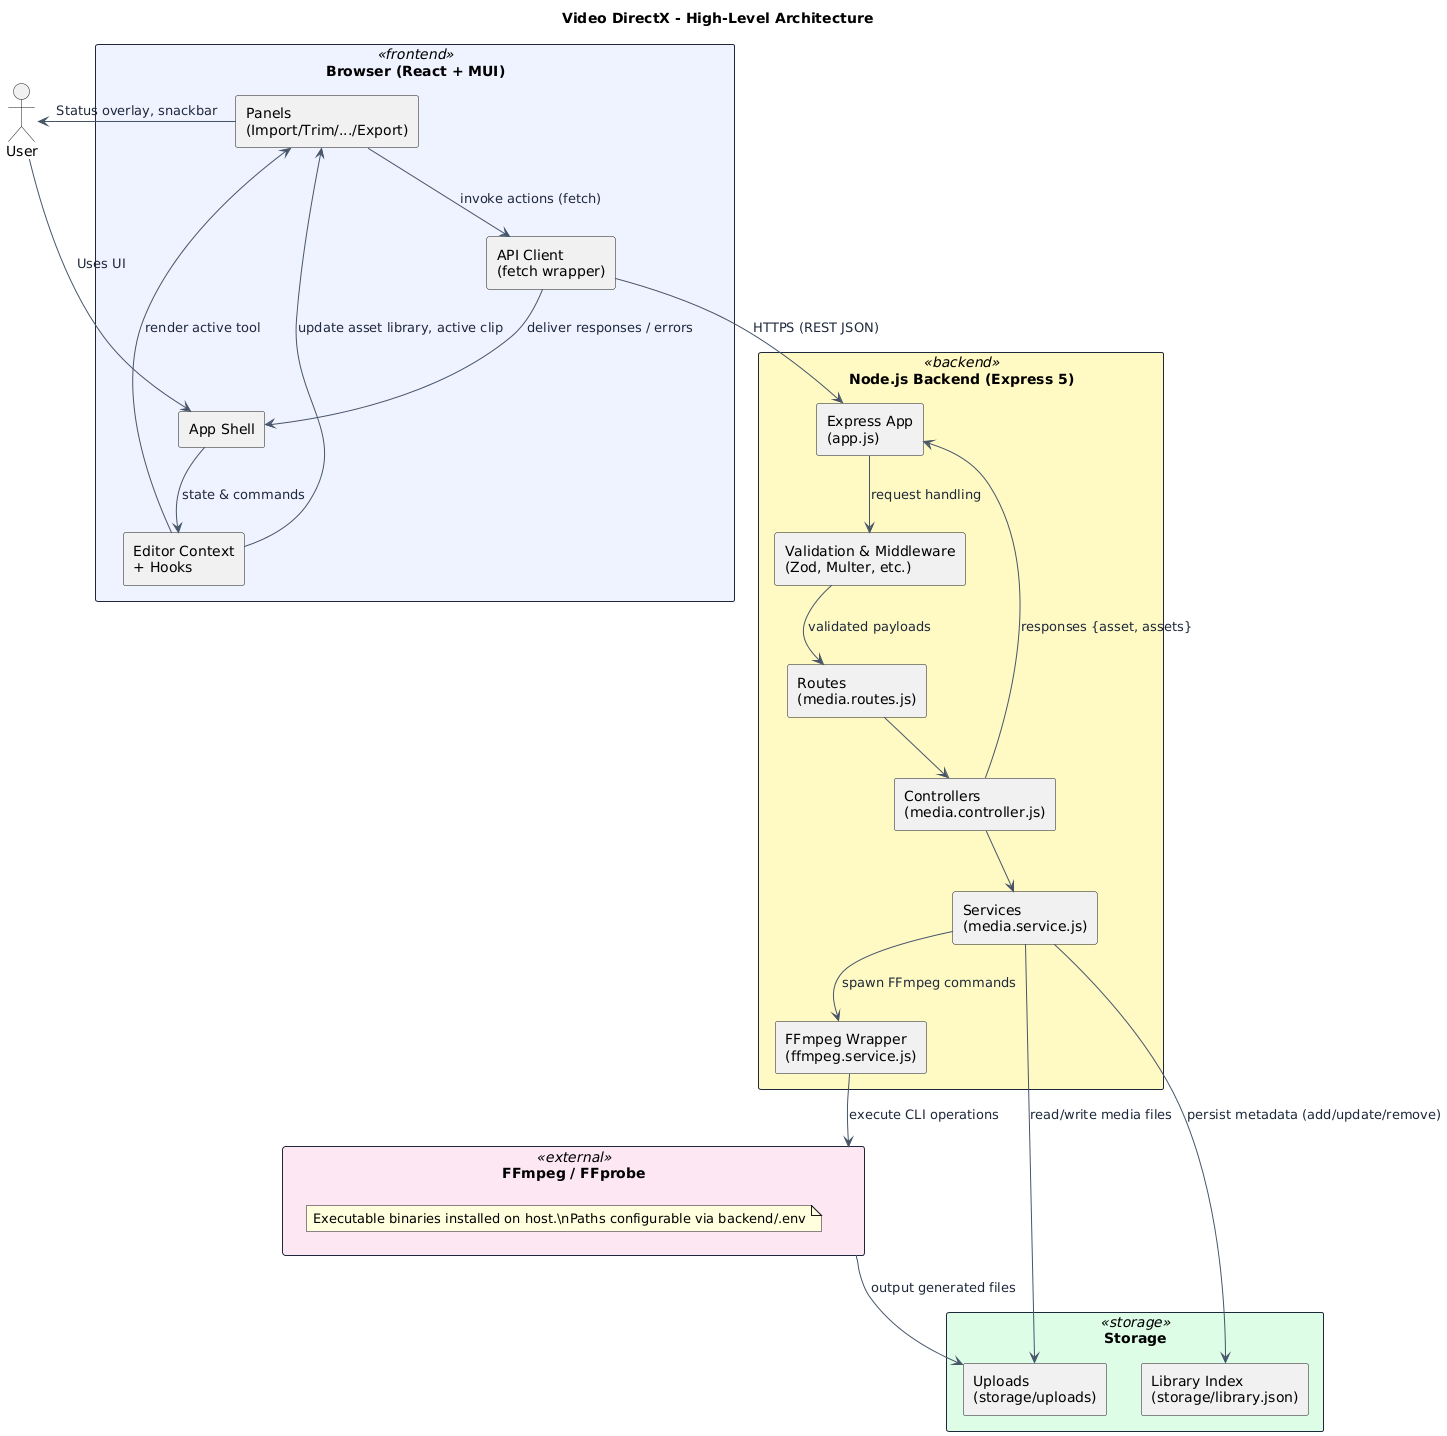 Video DirectX - High-Level Architecture
«frontend»
Browser (React + MUI)
Panels
(Import/Trim/.../Export)
Status overlay, snackbar
User
invoke actions (fetch)
API Client
(fetch wrapper)
Uses UI
render active tool
update asset library, active clip
deliver responses / errors
HTTPS (REST JSON)
App Shell
state & commands
Editor Context
+ Hooks
«backend»
Node.js Backend (Express 5)
Express App
(app.js)
request handling
Validation & Middleware
(Zod, Multer, etc.)
validated payloads
responses {asset, assets}
Routes
(media.routes.js)
Controllers
(media.controller.js)
Services
(media.service.js)
spawn FFmpeg commands
FFmpeg Wrapper
(ffmpeg.service.js)
execute CLI operations
read/write media files
persist metadata (add/update/remove)
«external»
FFmpeg / FFprobe
Executable binaries installed on host.\nPaths configurable via backend/.env
output generated files
«storage»
Storage
Uploads
(storage/uploads)
Library Index
(storage/library.json)